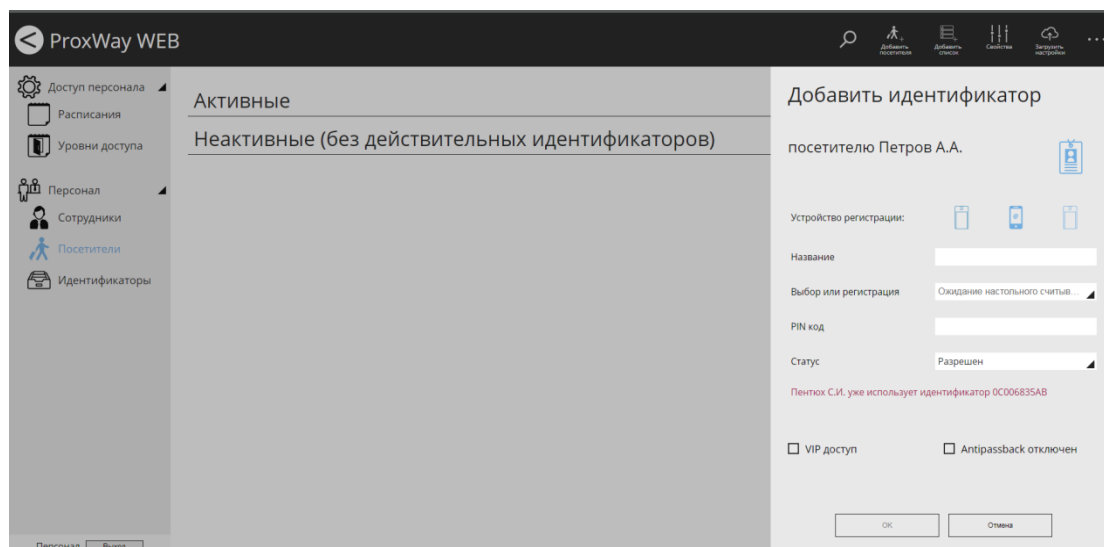 ProxWay WEB
Добавить посетителя
Добавить список
Свойства
Загрузить настройки
...
Доступ персонала
Расписания
Уровни доступа
Персонал
Сотрудники
Посетители
Идентификаторы
Активные
Неактивные (без действительных идентификаторов)
Добавить идентификатор
посетителю Петров А.А.
Устройство регистрации:
Название
Выбор или регистрация
Ожидание настольного считыв...
PIN код
Статус
Разрешен
Пентюх С.И. уже использует идентификатор 0C006835AB
VIP доступ
Antipassback отключен
OK
Отмена
Персонал
Выход